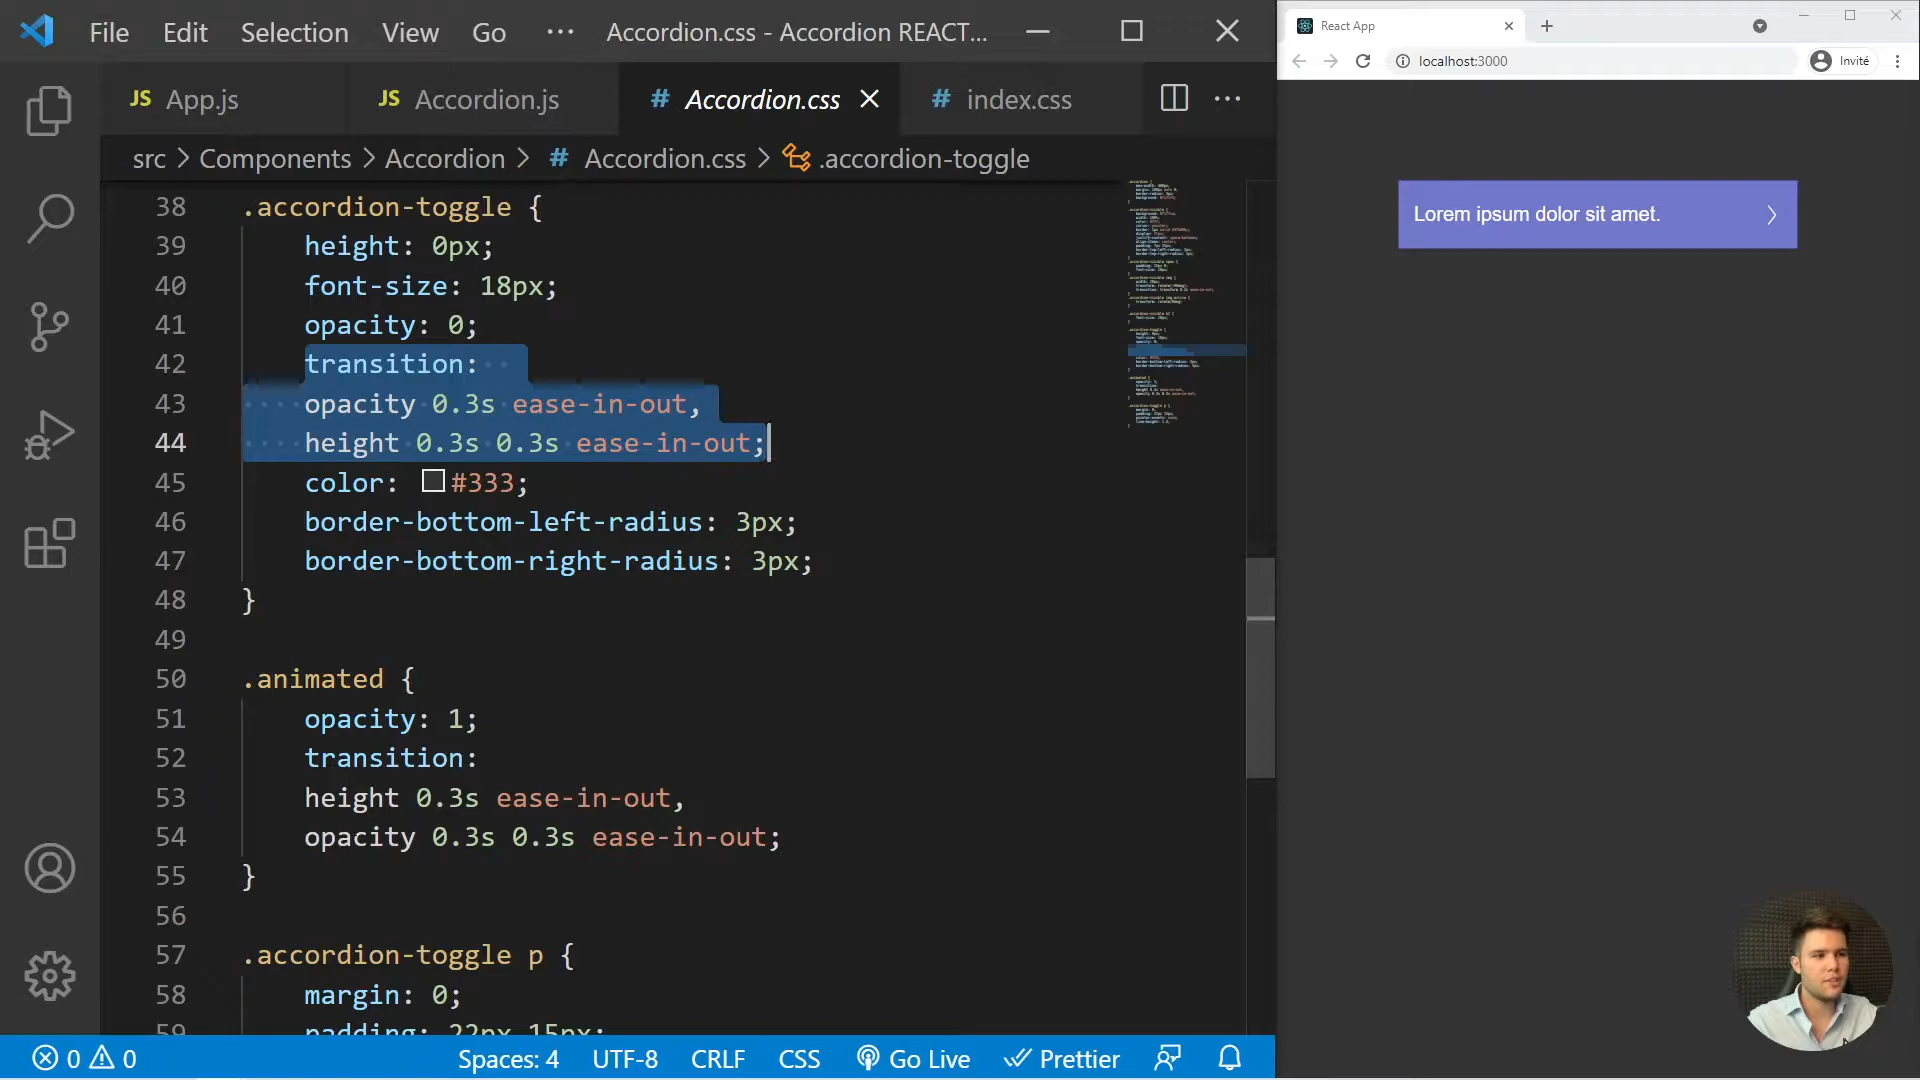 File Edit Selection View Go ··· Accordion.css - Accordion REACT...
JS App.js JS Accordion.js # Accordion.css # index.css ···
src > Components > Accordion > # Accordion.css > .accordion-toggle
38 .accordion-toggle {
39 height: 0px;
40 font-size: 18px;
41 opacity: 0;
42 transition:
43 opacity 0.3s ease-in-out,
44 height 0.3s 0.3s ease-in-out;
45 color: #333;
46 border-bottom-left-radius: 3px;
47 border-bottom-right-radius: 3px;
48 }
49
50 .animated {
51 opacity: 1;
52 transition:
53 height 0.3s ease-in-out,
54 opacity 0.3s 0.3s ease-in-out;
55 }
56
57 .accordion-toggle p {
58 margin: 0;
59 padding: 22px 15px;
0 0 Spaces: 4 UTF-8 CRLF CSS Go Live Prettier
React App
localhost:3000 Invité
Lorem ipsum dolor sit amet.